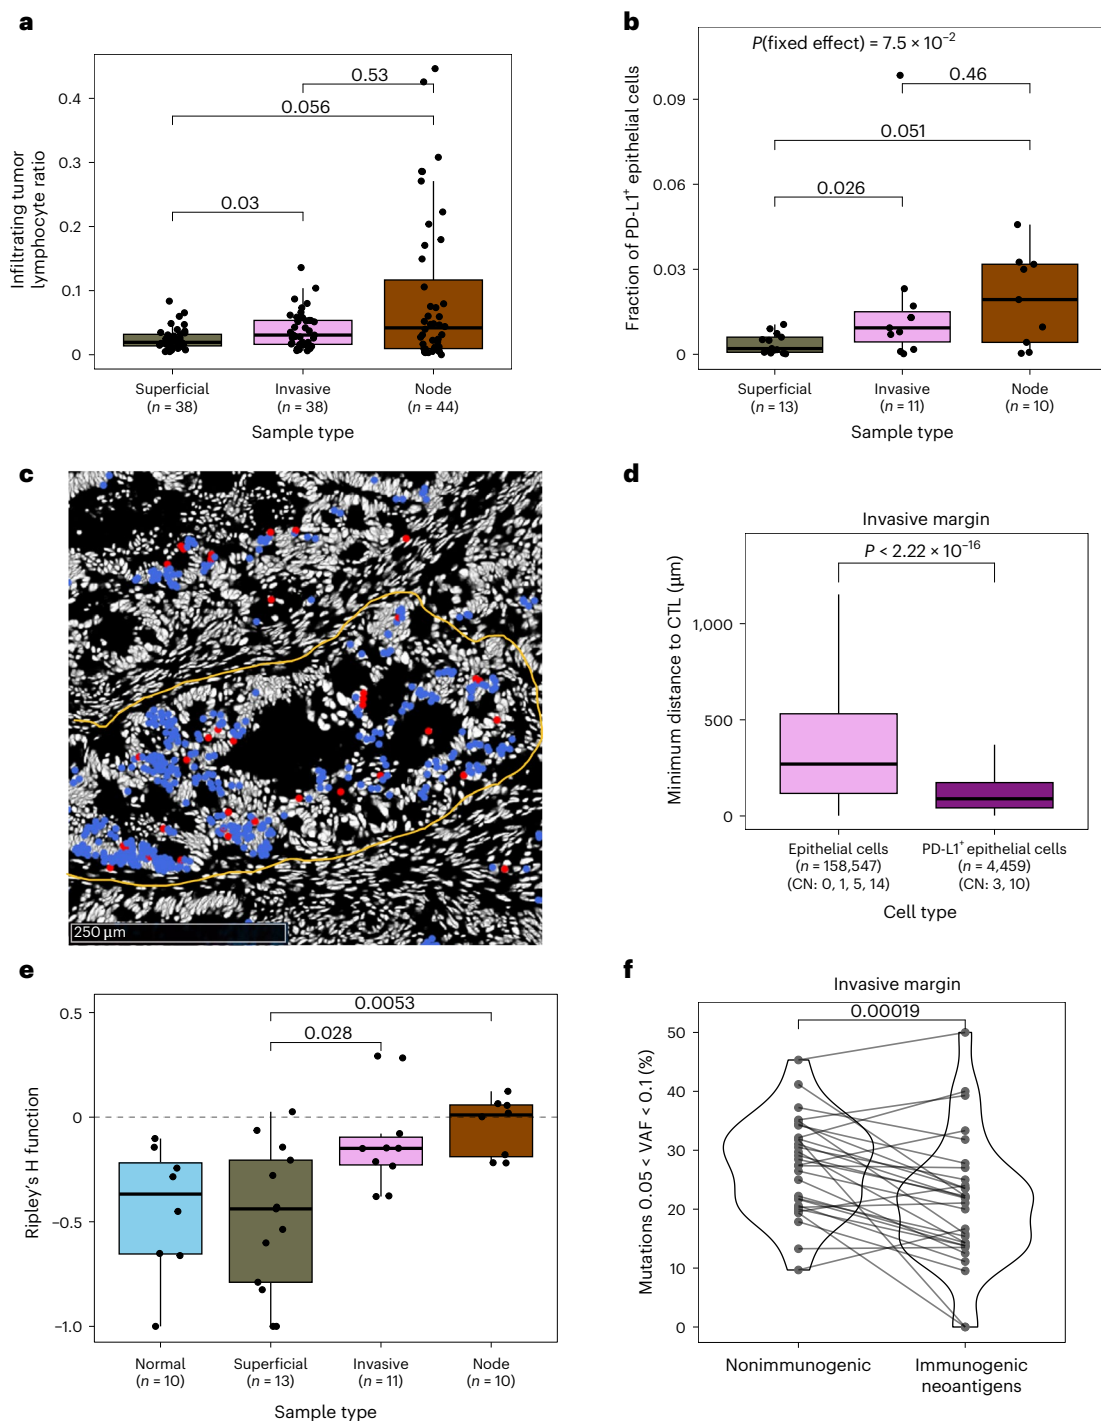 a
Infiltrating tumor
lymphocyte ratio
0.4
0.3
0.2
0.1
0
0.53
0.056
0.03
Superficial
(n = 38)
Invasive
(n = 38)
Node
(n = 44)
Sample type
b
P(fixed effect) = 7.5 × 10⁻²
Fraction of PD-L1⁺ epithelial cells
0.09
0.06
0.03
0
0.46
0.051
0.026
Superficial
(n = 13)
Invasive
(n = 11)
Node
(n = 10)
Sample type
c
250 µm
d
Invasive margin
P < 2.22 × 10⁻¹⁶
Minimum distance to CTL (µm)
1,000
500
0
Epithelial cells
(n = 158,547)
(CN: 0, 1, 5, 14)
PD-L1⁺ epithelial cells
(n = 4,459)
(CN: 3, 10)
Cell type
e
Ripley's H function
0.5
0
−0.5
−1.0
0.0053
0.028
Normal
(n = 10)
Superficial
(n = 13)
Invasive
(n = 11)
Node
(n = 10)
Sample type
f
Invasive margin
0.00019
Mutations 0.05 < VAF < 0.1 (%)
50
40
30
20
10
0
Nonimmunogenic
Immunogenic
neoantigens